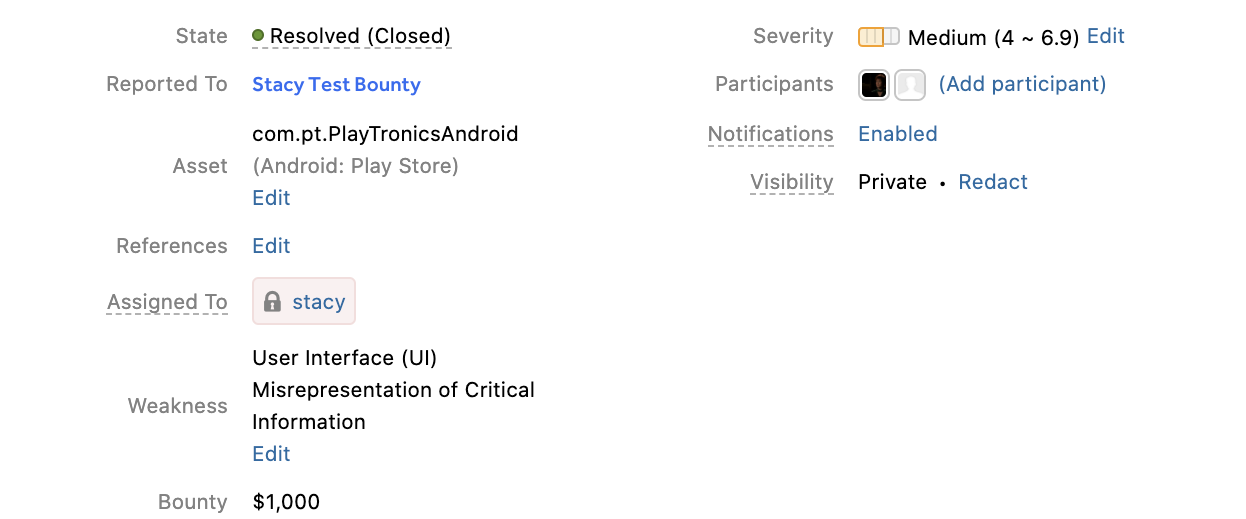 State Resolved (Closed)
Reported To Stacy Test Bounty
com.pt.PlayTronicsAndroid
Asset (Android: Play Store)
Edit
References Edit
Assigned To stacy
User Interface (UI)
Misrepresentation of Critical
Weakness
Information
Edit
Bounty $1,000
Severity Medium (4 ~ 6.9) Edit
Participants (Add participant)
Notifications Enabled
Visibility Private • Redact